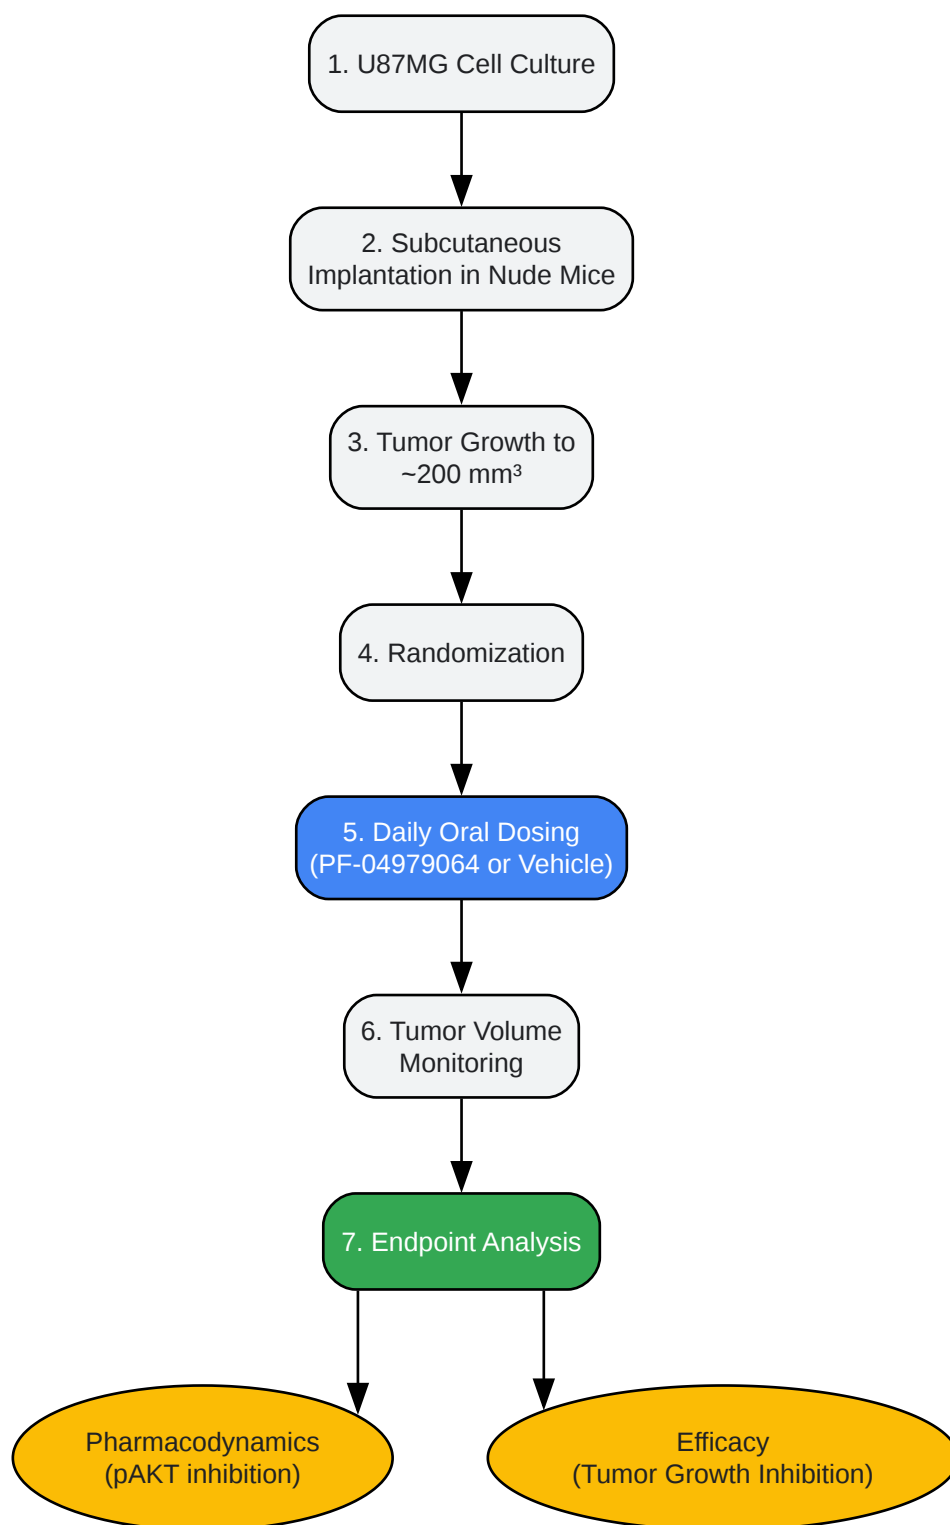 1. U87MG Cell Culture
2. Subcutaneous
Implantation in Nude Mice
3. Tumor Growth to
~200 mm³
4. Randomization
5. Daily Oral Dosing
(PF-04979064 or Vehicle)
6. Tumor Volume
Monitoring
7. Endpoint Analysis
Pharmacodynamics
(pAKT inhibition)
Efficacy
(Tumor Growth Inhibition)